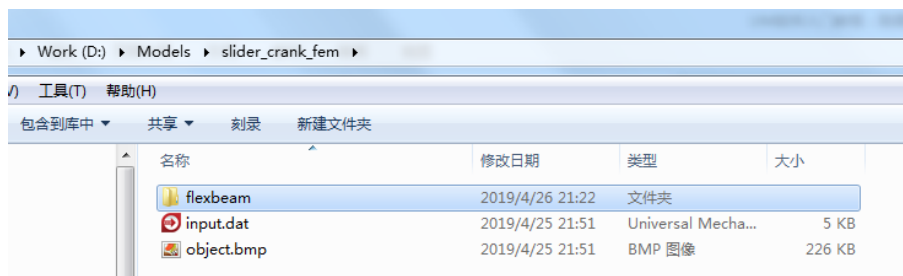 Work (D:) ▸ Models ▸ slider_crank_fem ▸
V) 工具(T) 帮助(H)
包含到库中 共享 刻录 新建文件夹
名称 修改日期 类型 大小
flexbeam 2019/4/26 21:22 文件夹
input.dat 2019/4/25 21:51 Universal Mecha... 5 KB
object.bmp 2019/4/25 21:51 BMP 图像 226 KB